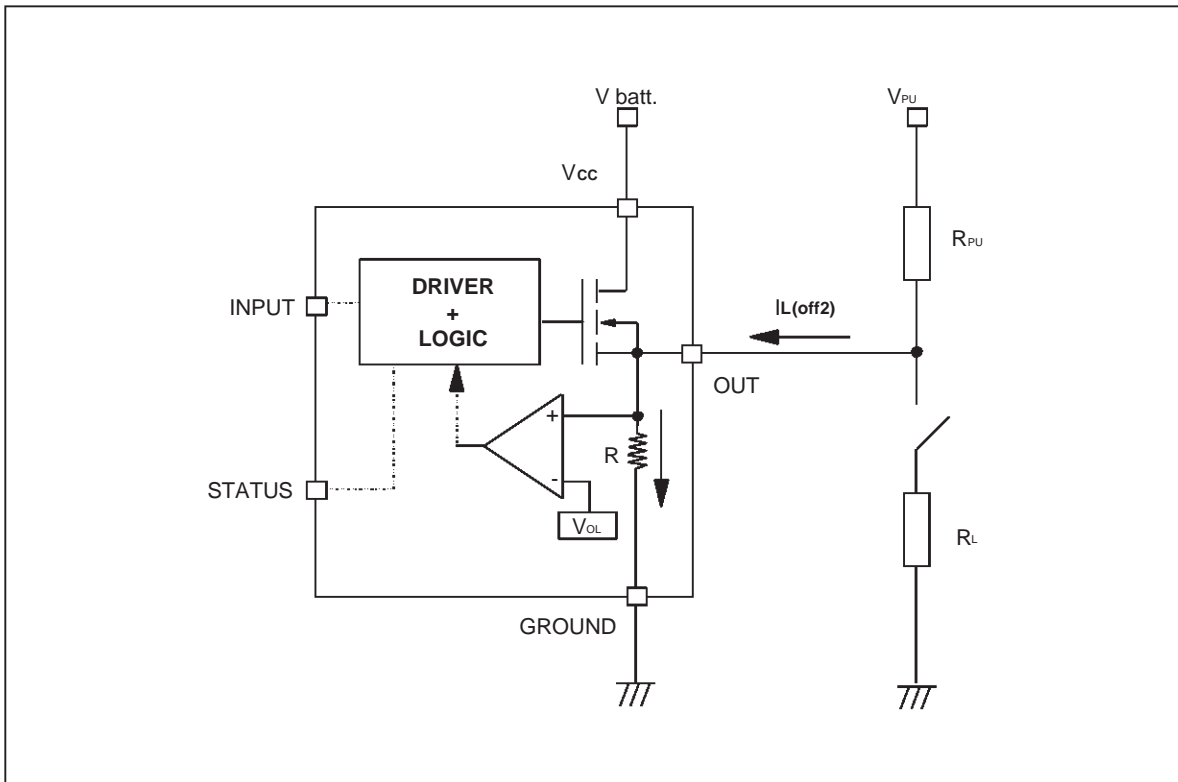 V batt.
VPU
Vcc
RPU
DRIVER
+
LOGIC
INPUT
IL(off2)
OUT
+
R
-
STATUS
VOL
RL
GROUND